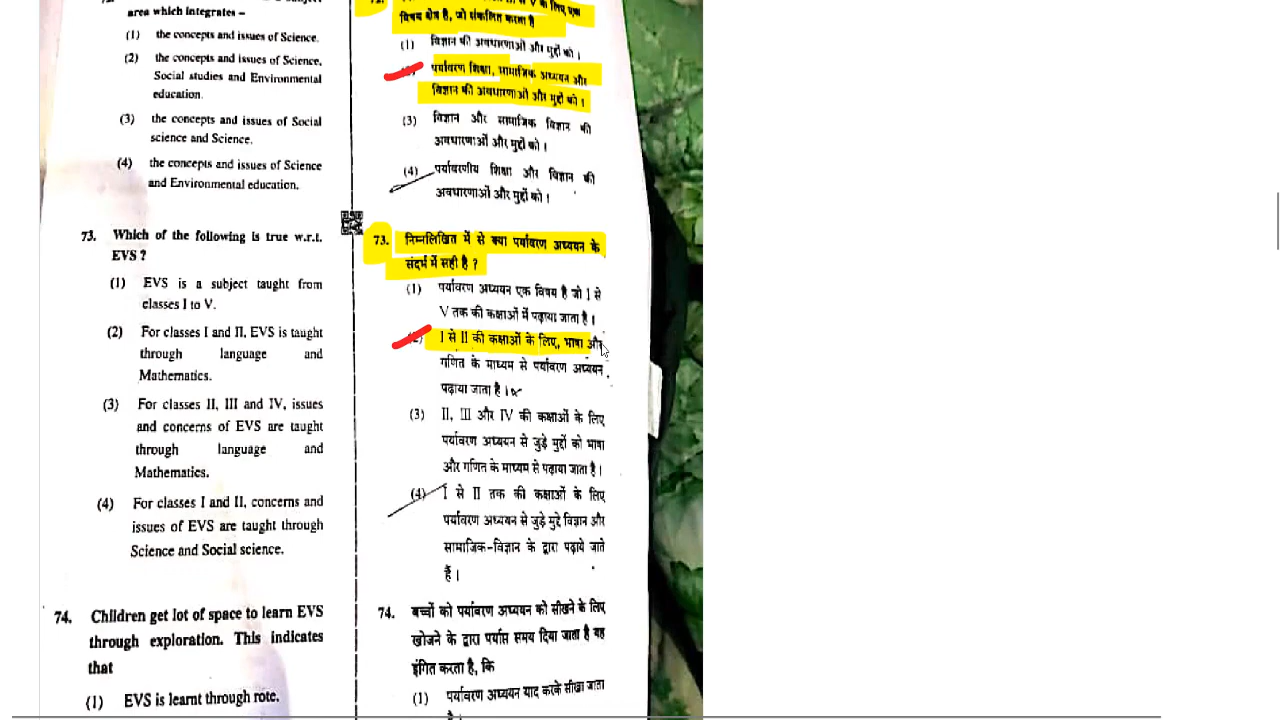 area which integrates –
(1) the concepts and issues of Science.
(2) the concepts and issues of Science,
Social studies and Environmental
education.
(3) the concepts and issues of Social
science and Science.
(4) the concepts and issues of Science
and Environmental education.
73. Which of the following is true w.r.t.
EVS ?
(1) EVS is a subject taught from
classes I to V.
(2) For classes I and II, EVS is taught
through language and
Mathematics.
(3) For classes II, III and IV, issues
and concerns of EVS are taught
through language and
Mathematics.
(4) For classes I and II, concerns and
issues of EVS are taught through
Science and Social science.
74. Children get lot of space to learn EVS
through exploration. This indicates
that
(1) EVS is learnt through rote.
V के लिए एक
विषय क्षेत्र है, जो संकलित करता है
(1) विज्ञान की अवधारणाओं और मुद्दों को ।
पर्यावरण शिक्षा, सामाजिक अध्ययन और
विज्ञान की अवधारणाओं और मुद्दों को ।
(3) विज्ञान और सामाजिक विज्ञान की
अवधारणाओं और मुद्दों को ।
(4) पर्यावरणीय शिक्षा और विज्ञान की
अवधारणाओं और मुद्दों को ।
73. निम्नलिखित में से क्या पर्यावरण अध्ययन के
संदर्भ में सही है ?
(1) पर्यावरण अध्ययन एक विषय है जो I से
V तक की कक्षाओं में पढ़ाया जाता है ।
I से II की कक्षाओं के लिए, भाषा और
गणित के माध्यम से पर्यावरण अध्ययन
पढ़ाया जाता है ।
(3) II, III और IV की कक्षाओं के लिए
पर्यावरण अध्ययन से जुड़े मुद्दों को भाषा
और गणित के माध्यम से पढ़ाया जाता है ।
(4) I से II तक की कक्षाओं के लिए
पर्यावरण अध्ययन से जुड़े मुद्दे विज्ञान और
सामाजिक-विज्ञान के द्वारा पढ़ाये जाते
हैं ।
74. बच्चों को पर्यावरण अध्ययन को सीखने के लिए
खोजने के द्वारा पर्याप्त समय दिया जाता है यह
इंगित करता है, कि
(1) पर्यावरण अध्ययन याद करके सीखा जाता
है ।